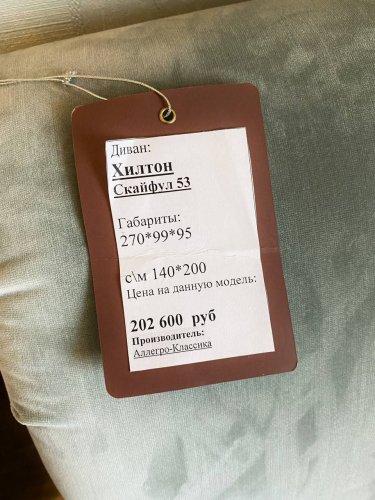 Диван:
Хилтон
Скайфул 53
Габариты:
270*99*95
с\м 140*200
Цена на данную модель:
202 600 руб
Производитель:
Аллегро-Классика